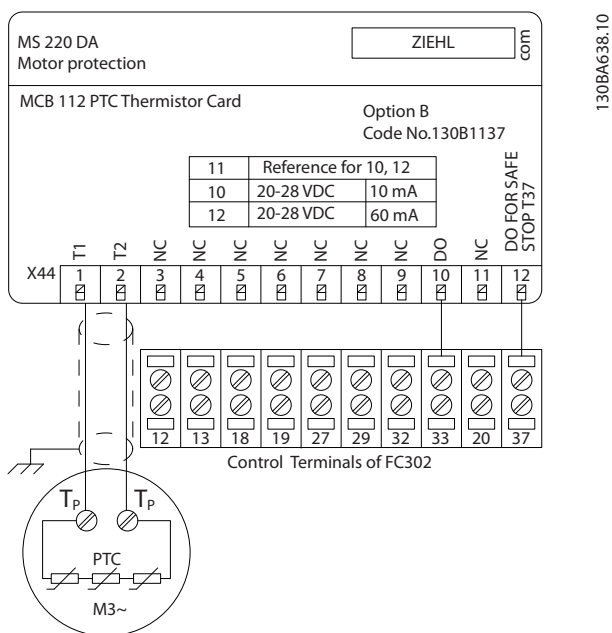 MS 220 DA
Motor protection
ZIEHL
com
130BA638.10
MCB 112 PTC Thermistor Card
Option B
Code No.130B1137
11 Reference for 10, 12
10 20-28 VDC 10 mA
12 20-28 VDC 60 mA
DO FOR SAFE
STOP T37
T1 T2 NC NC NC NC NC NC NC DO NC
X44 1 2 3 4 5 6 7 8 9 10 11 12
12 13 18 19 27 29 32 33 20 37
Control Terminals of FC302
TP TP
PTC
M3~